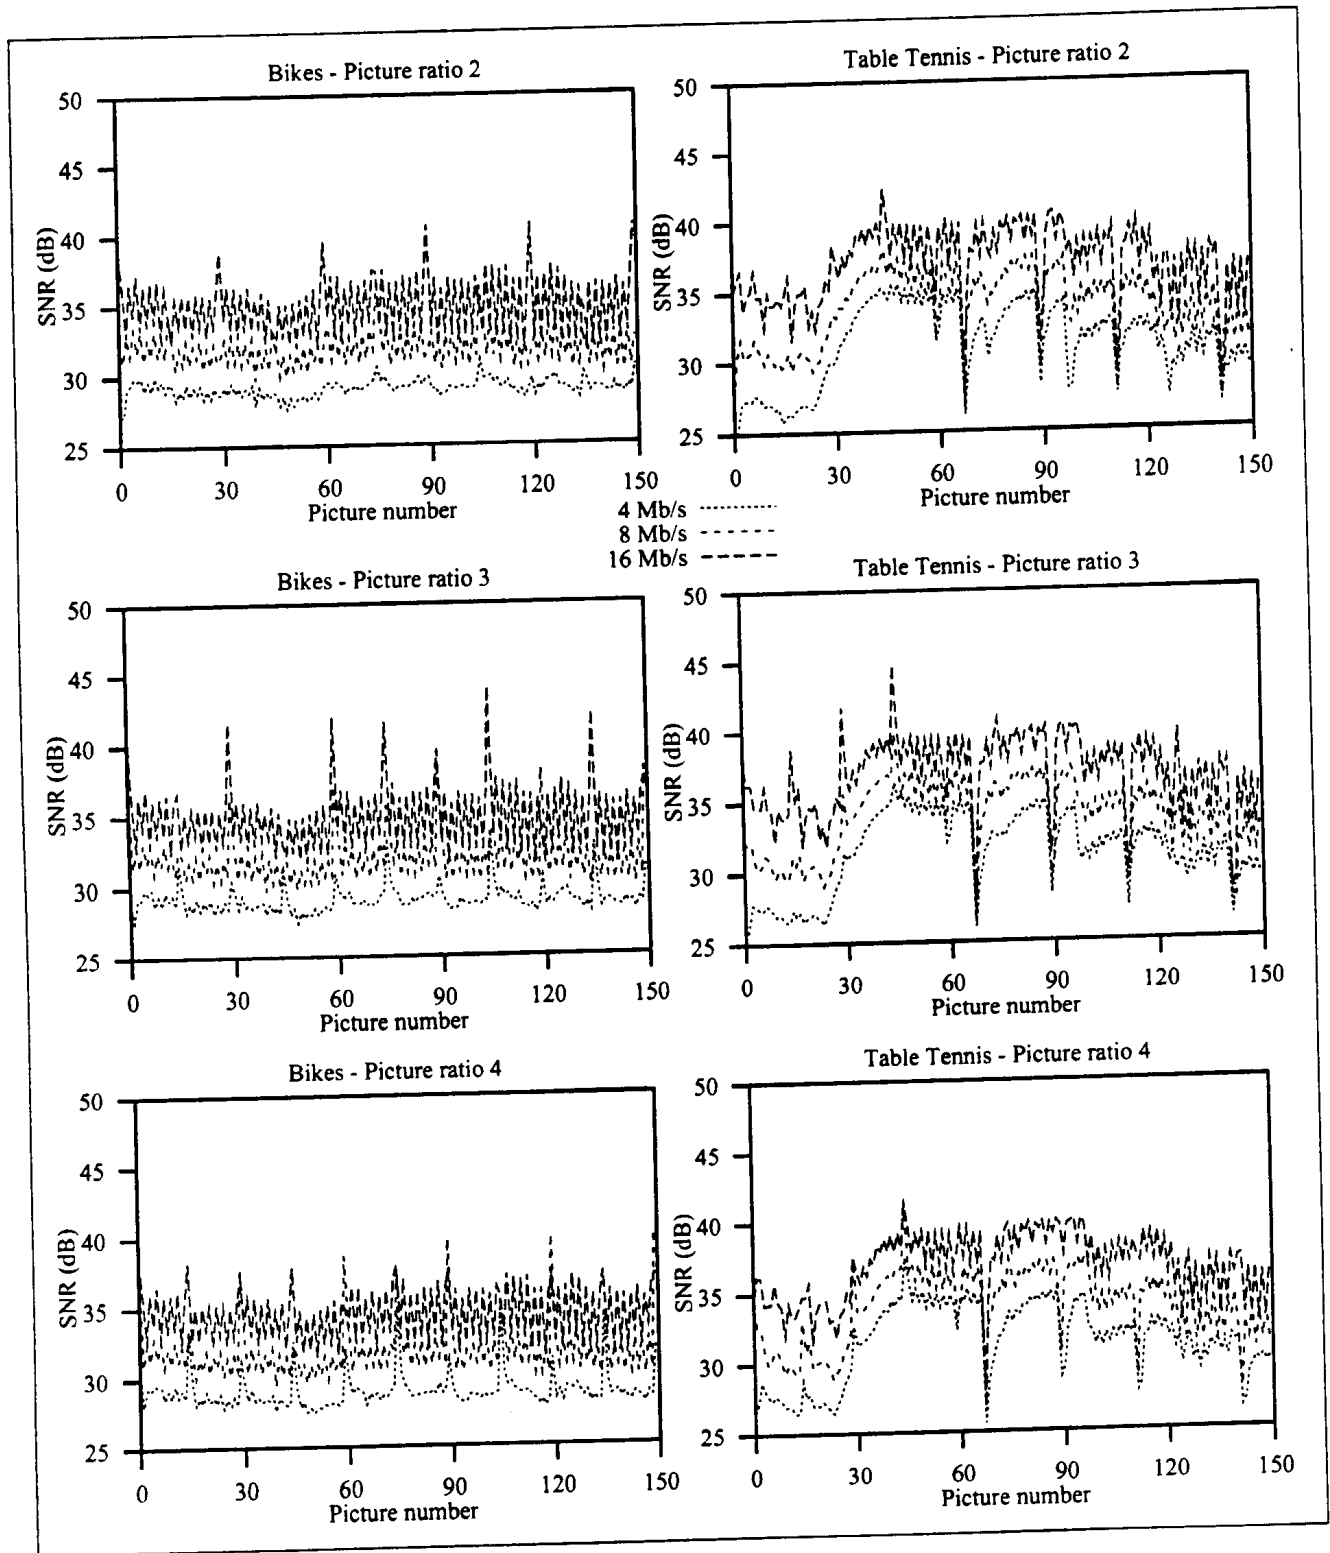 Bikes - Picture ratio 2
50
45
40
35
30
25
SNR (dB)
0 30 60 90 120 150
Picture number
Table Tennis - Picture ratio 2
50
45
40
35
30
25
SNR (dB)
0 30 60 90 120 150
Picture number
4 Mb/s
8 Mb/s
16 Mb/s
Bikes - Picture ratio 3
50
45
40
35
30
25
SNR (dB)
0 30 60 90 120 150
Picture number
Table Tennis - Picture ratio 3
50
45
40
35
30
25
SNR (dB)
0 30 60 90 120 150
Picture number
Bikes - Picture ratio 4
50
45
40
35
30
25
SNR (dB)
0 30 60 90 120 150
Picture number
Table Tennis - Picture ratio 4
50
45
40
35
30
25
SNR (dB)
0 30 60 90 120 150
Picture number